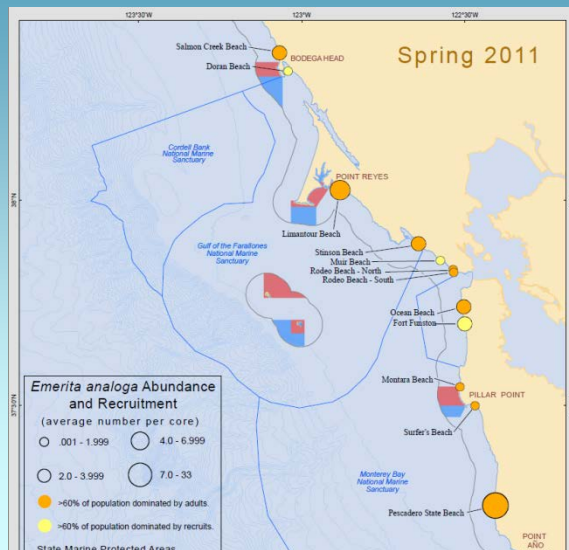 123°30'W
123°0'W
122°30'W
Spring 2011
Salmon Creek Beach
BODEGA HEAD
Doran Beach
Cordell Bank
National Marine
Sanctuary
POINT REYES
38°N
Limantour Beach
Gulf of the Farallones
National Marine
Sanctuary
Stinson Beach
Muir Beach
Rodeo Beach - North
Rodeo Beach - South
Ocean Beach
Fort Funston
Montara Beach
PILLAR POINT
37°30'N
Surfer's Beach
Monterey Bay
National Marine
Sanctuary
Pescadero State Beach
POINT
AÑO
Emerita analoga Abundance
and Recruitment
(average number per core)
.001 - 1.999
4.0 - 6.999
2.0 - 3.999
7.0 - 33
>60% of population dominated by adults.
>60% of population dominated by recruits.
State Marine Protected Areas